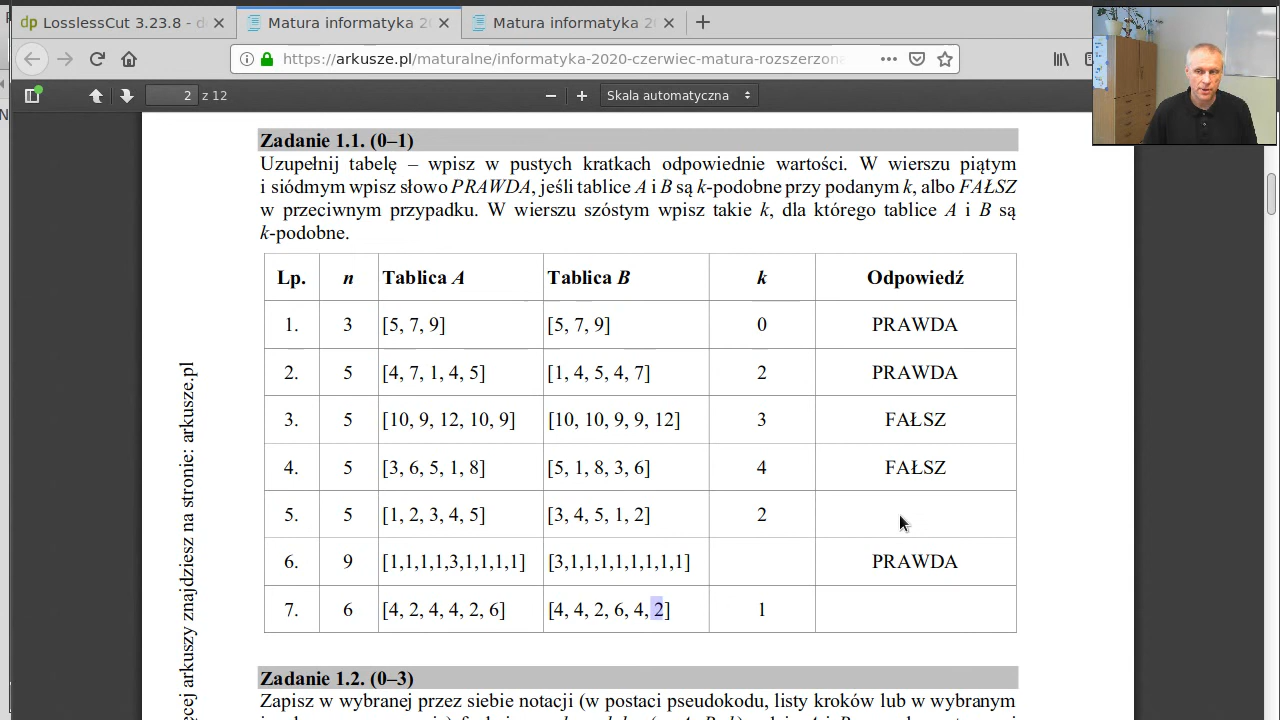 LosslessCut 3.23.8 - d
Matura informatyka 2
Matura informatyka 2
https://arkusze.pl/maturalne/informatyka-2020-czerwiec-matura-rozszerzona
2 z 12
Skala automatyczna
Zadanie 1.1. (0–1)
Uzupełnij tabelę – wpisz w pustych kratkach odpowiednie wartości. W wierszu piątym
i siódmym wpisz słowo PRAWDA, jeśli tablice A i B są k-podobne przy podanym k, albo FAŁSZ
w przeciwnym przypadku. W wierszu szóstym wpisz takie k, dla którego tablice A i B są
k-podobne.
Lp. n Tablica A Tablica B k Odpowiedź
1. 3 [5, 7, 9] [5, 7, 9] 0 PRAWDA
2. 5 [4, 7, 1, 4, 5] [1, 4, 5, 4, 7] 2 PRAWDA
3. 5 [10, 9, 12, 10, 9] [10, 10, 9, 9, 12] 3 FAŁSZ
4. 5 [3, 6, 5, 1, 8] [5, 1, 8, 3, 6] 4 FAŁSZ
5. 5 [1, 2, 3, 4, 5] [3, 4, 5, 1, 2] 2
6. 9 [1,1,1,1,3,1,1,1,1] [3,1,1,1,1,1,1,1,1] PRAWDA
7. 6 [4, 2, 4, 4, 2, 6] [4, 4, 2, 6, 4, 2] 1
ęcej arkuszy znajdziesz na stronie: arkusze.pl
Zadanie 1.2. (0–3)
Zapisz w wybranej przez siebie notacji (w postaci pseudokodu, listy kroków lub w wybranym